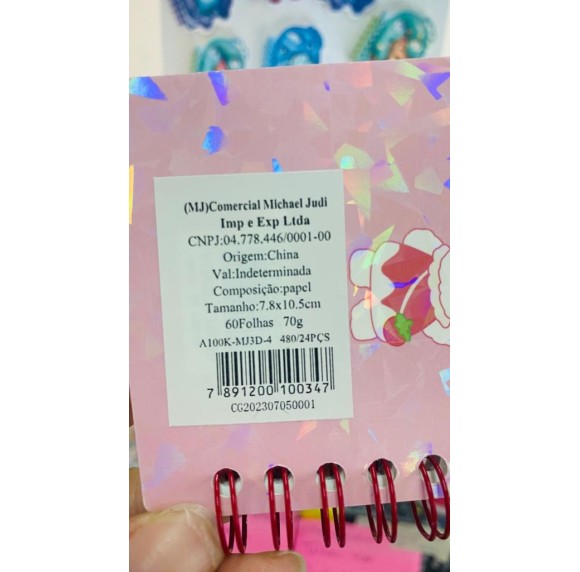 (MJ)Comercial Michael Judi
Imp e Exp Ltda
CNPJ:04.778.446/0001-00
Origem:China
Val:Indeterminada
Composição:papel
Tamanho:7.8x10.5cm
60Folhas 70g
A100K-MJ3D-4 480/24PÇS
7 891200 100347
CG202307050001